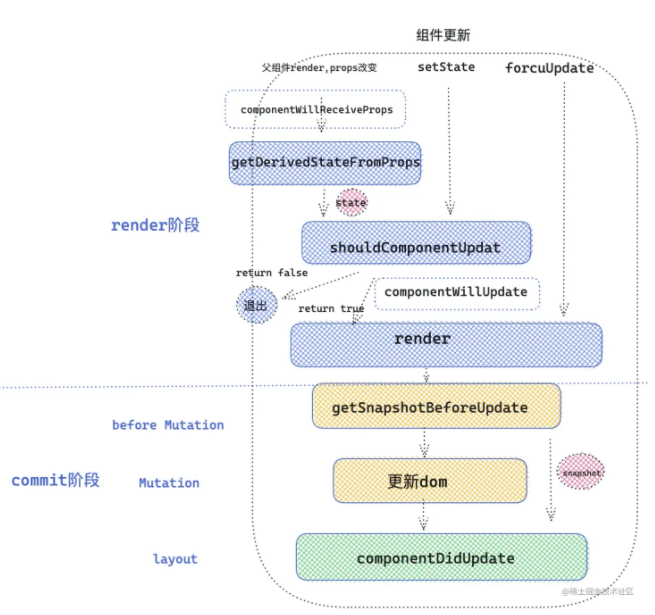 组件更新
父组件render,props改变
setState
forcuUpdate
componentWillReceiveProps
getDerivedStateFromProps
state
render阶段
shouldComponentUpdat
return false
componentWillUpdate
退出
return true
render
getSnapshotBeforeUpdate
before Mutation
snapshot
commit阶段
Mutation
更新dom
layout
componentDidUpdate
@稀土掘金技术社区